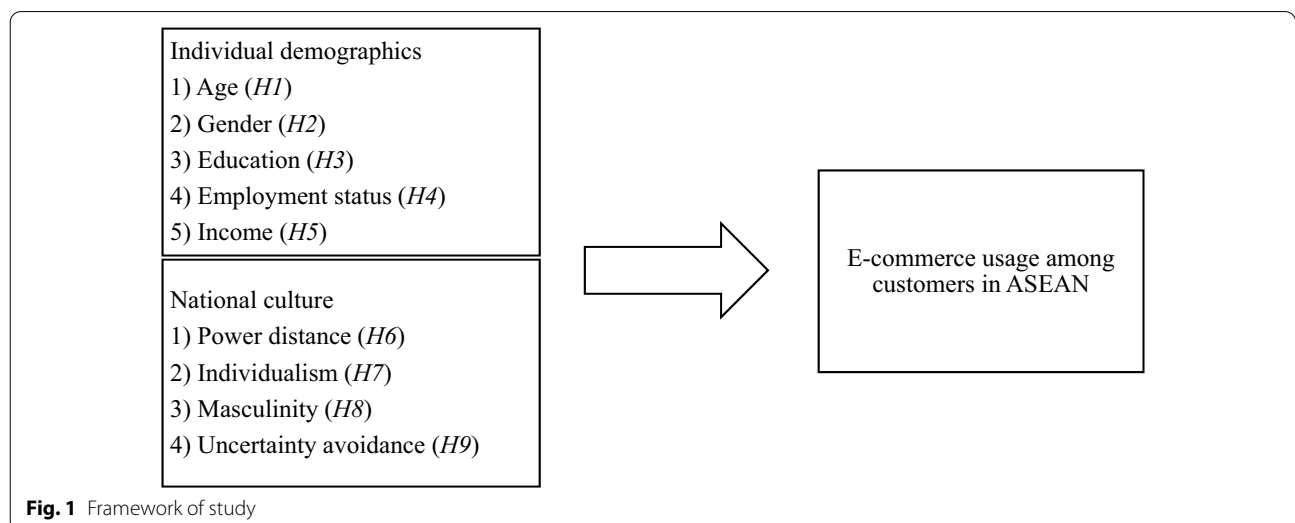 Individual demographics
1) Age (H1)
2) Gender (H2)
3) Education (H3)
4) Employment status (H4)
5) Income (H5)
National culture
1) Power distance (H6)
2) Individualism (H7)
3) Masculinity (H8)
4) Uncertainty avoidance (H9)
E-commerce usage among
customers in ASEAN
Fig. 1 Framework of study